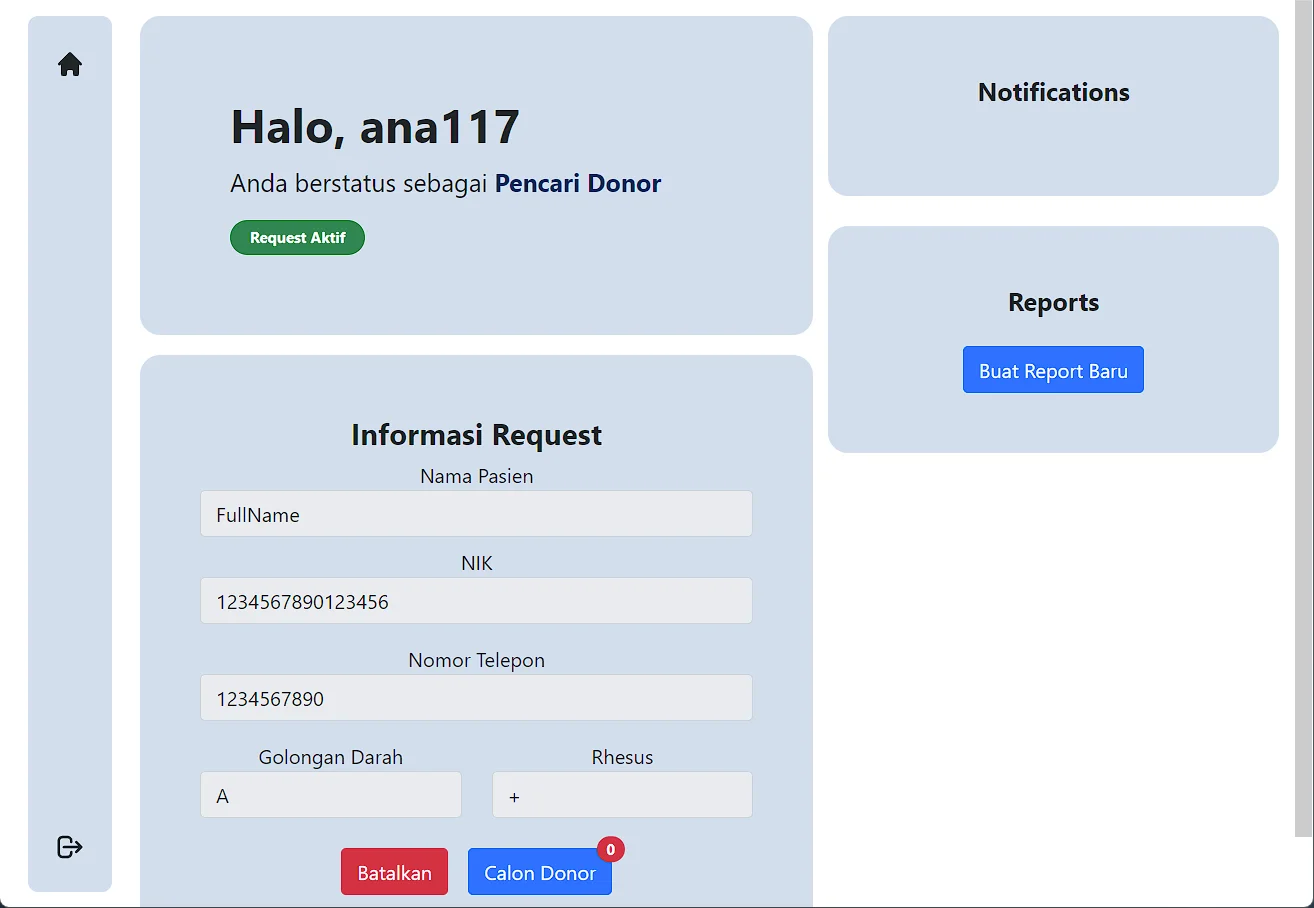 Halo, ana117
Anda berstatus sebagai Pencari Donor
Request Aktif
Informasi Request
Nama Pasien
FullName
NIK
1234567890123456
Nomor Telepon
1234567890
Golongan Darah
Rhesus
A
+
Batalkan
Calon Donor
0
Notifications
Reports
Buat Report Baru